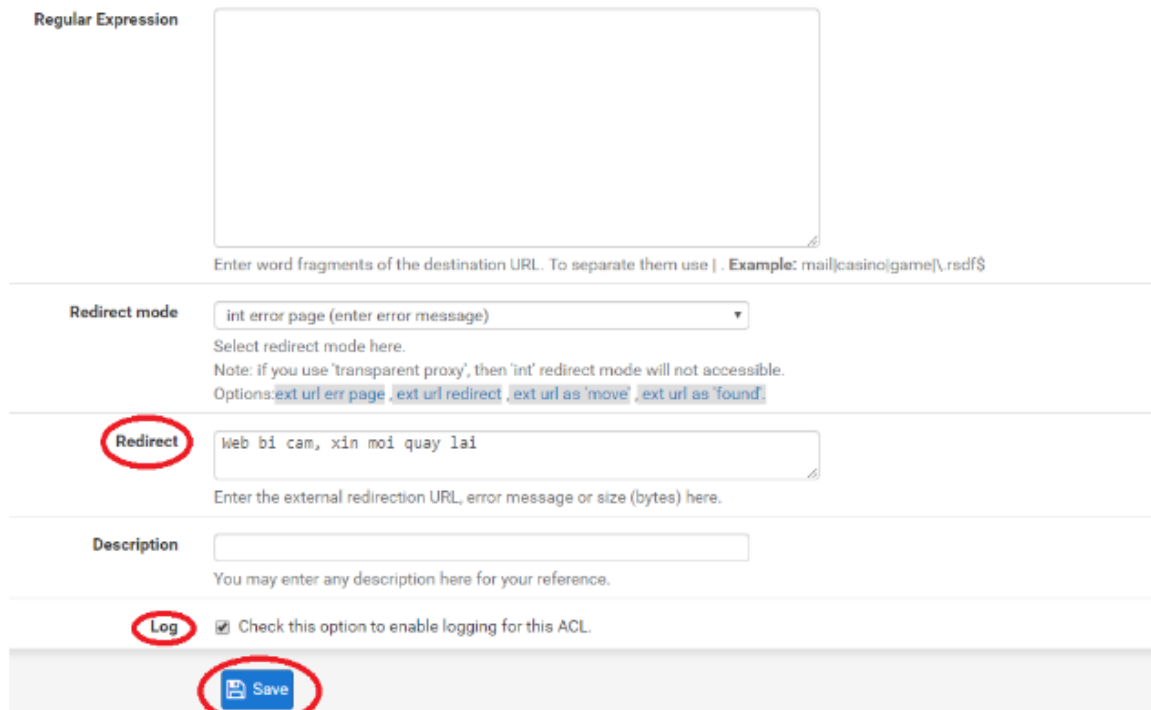 Regular Expression
Enter word fragments of the destination URL. To separate them use | . Example: mail|casino|game|\.rsdf$
Redirect mode
int error page (enter error message)
Select redirect mode here.
Note: if you use 'transparent proxy', then 'int' redirect mode will not accessible.
Options:ext url err page , ext url redirect , ext url as 'move' , ext url as 'found'.
Redirect
Web bi cam, xin moi quay lai
Enter the external redirection URL, error message or size (bytes) here.
Description
You may enter any description here for your reference.
Log
Check this option to enable logging for this ACL.
Save